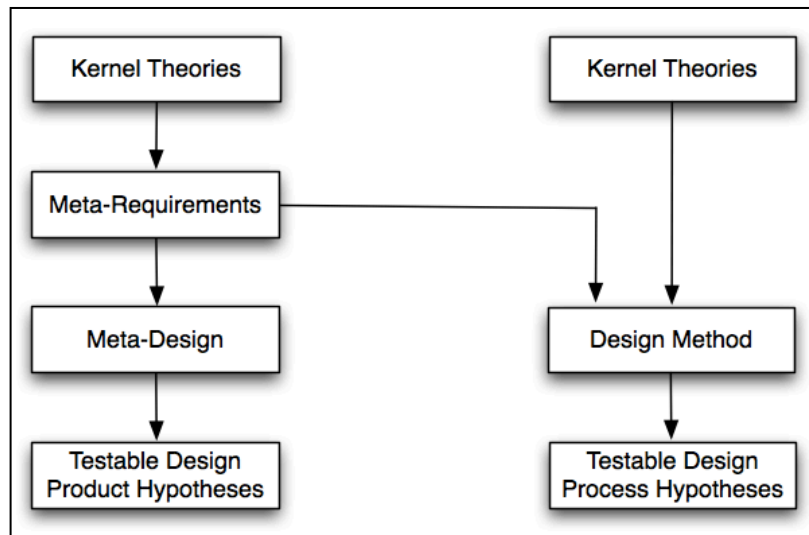 Kernel Theories
Kernel Theories
Meta-Requirements
Meta-Design
Design Method
Testable Design
Product Hypotheses
Testable Design
Process Hypotheses